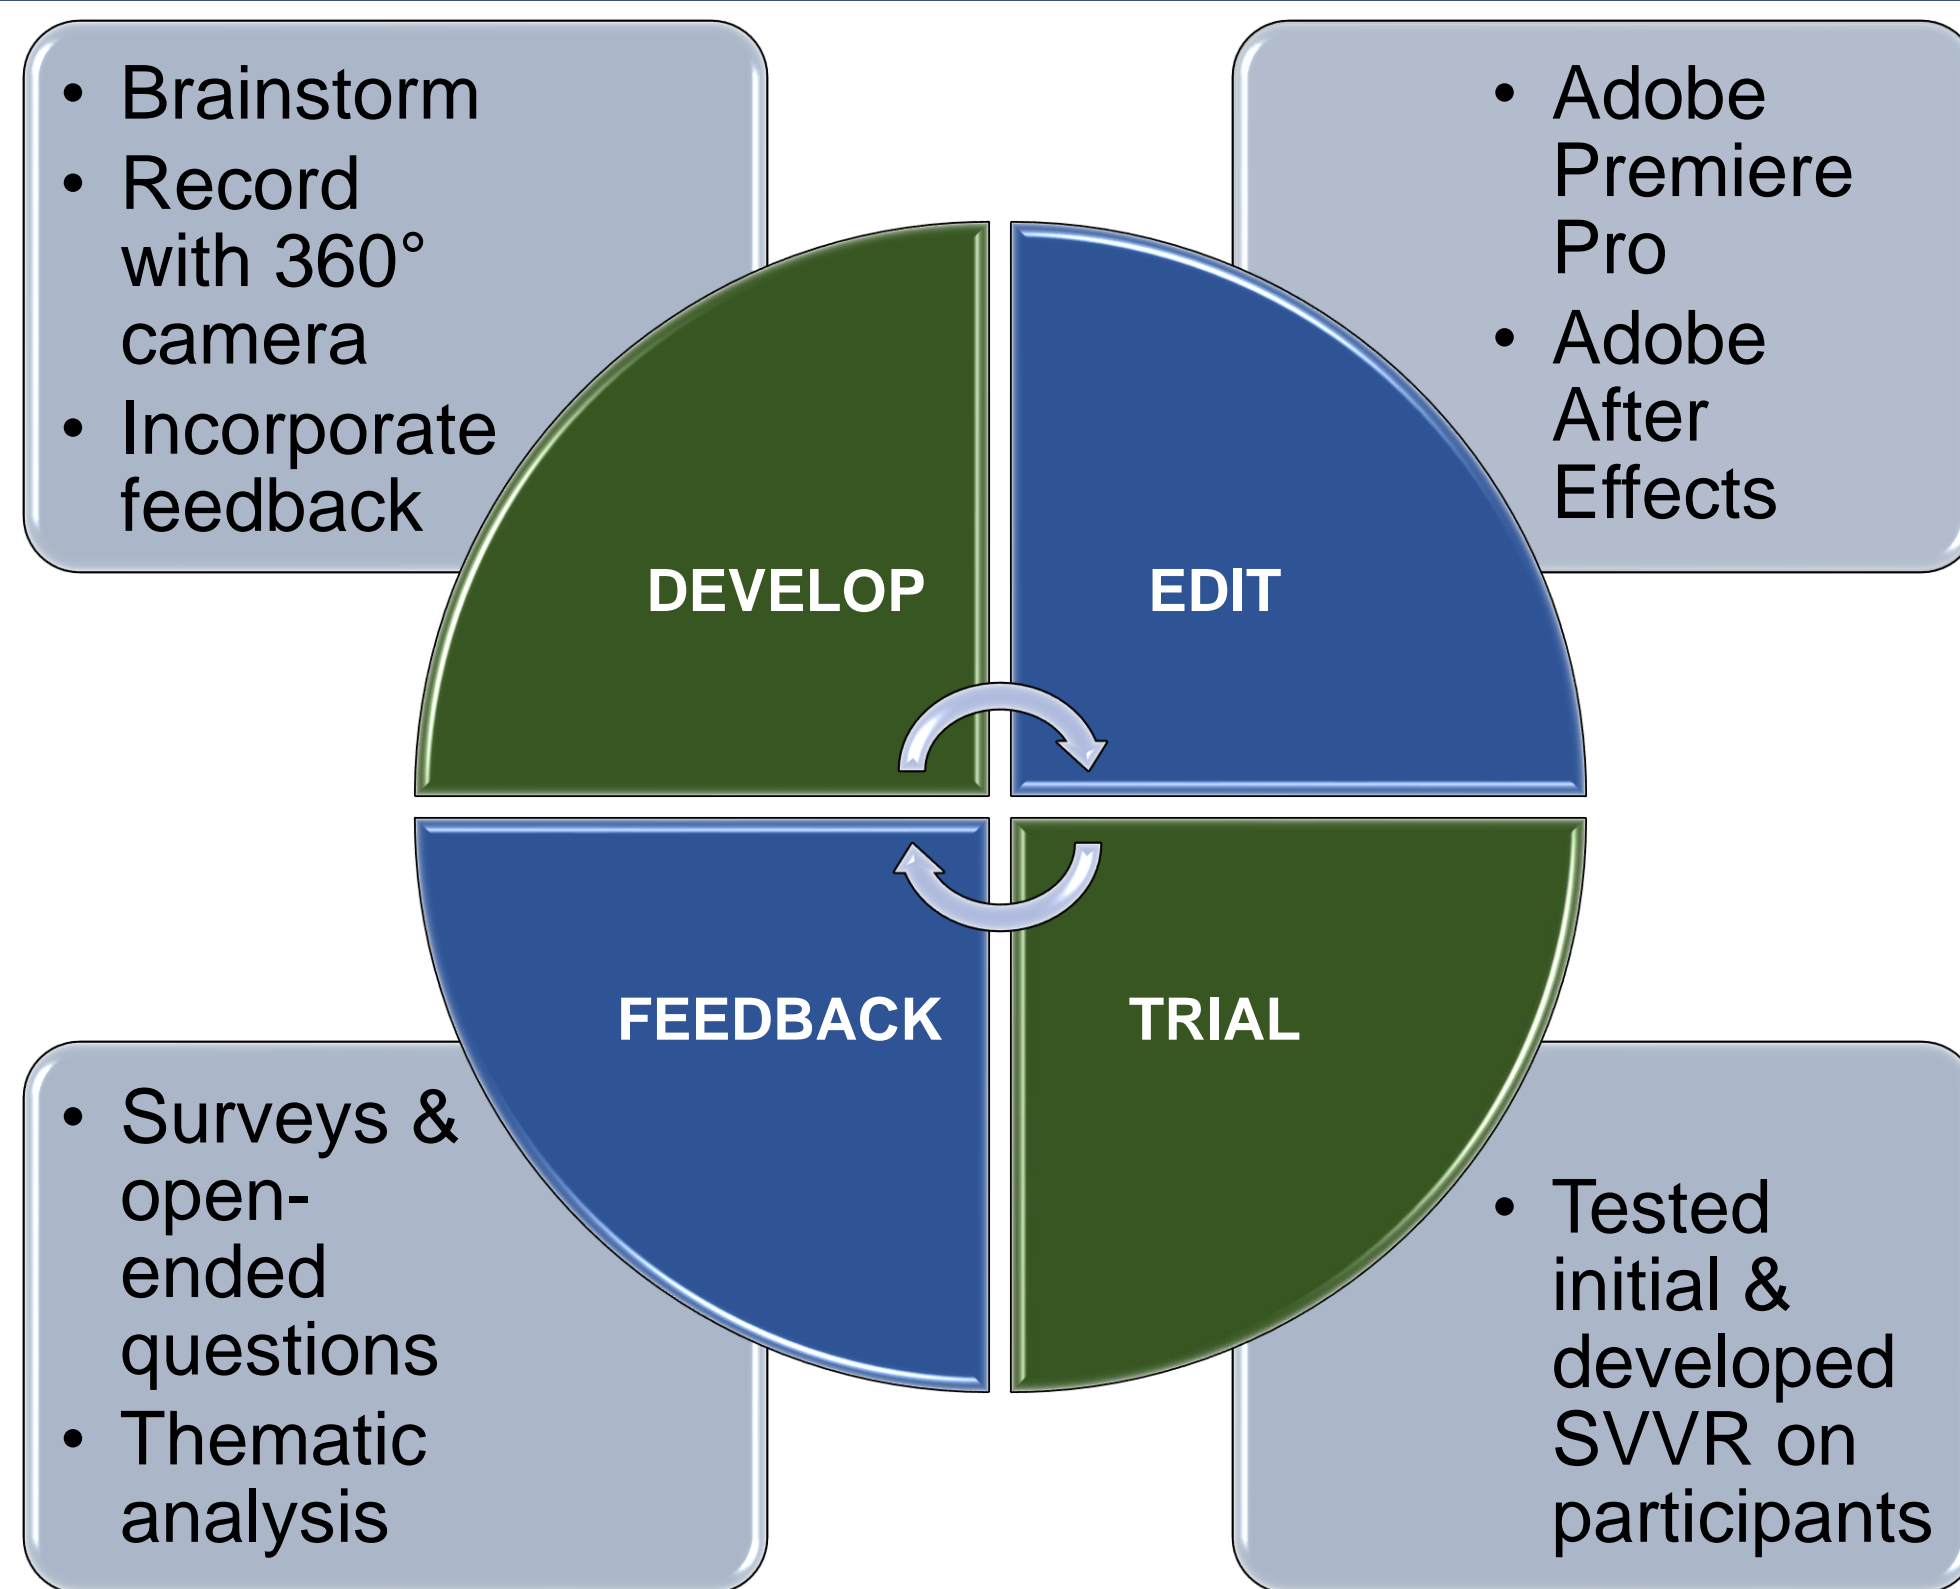 • Brainstorm
• Record
with 360°
camera
• Incorporate
feedback
• Adobe
Premiere
Pro
• Adobe
After
Effects
DEVELOP
EDIT
FEEDBACK
TRIAL
• Surveys &
open-
ended
questions
• Thematic
analysis
• Tested
initial &
developed
SVVR on
participants